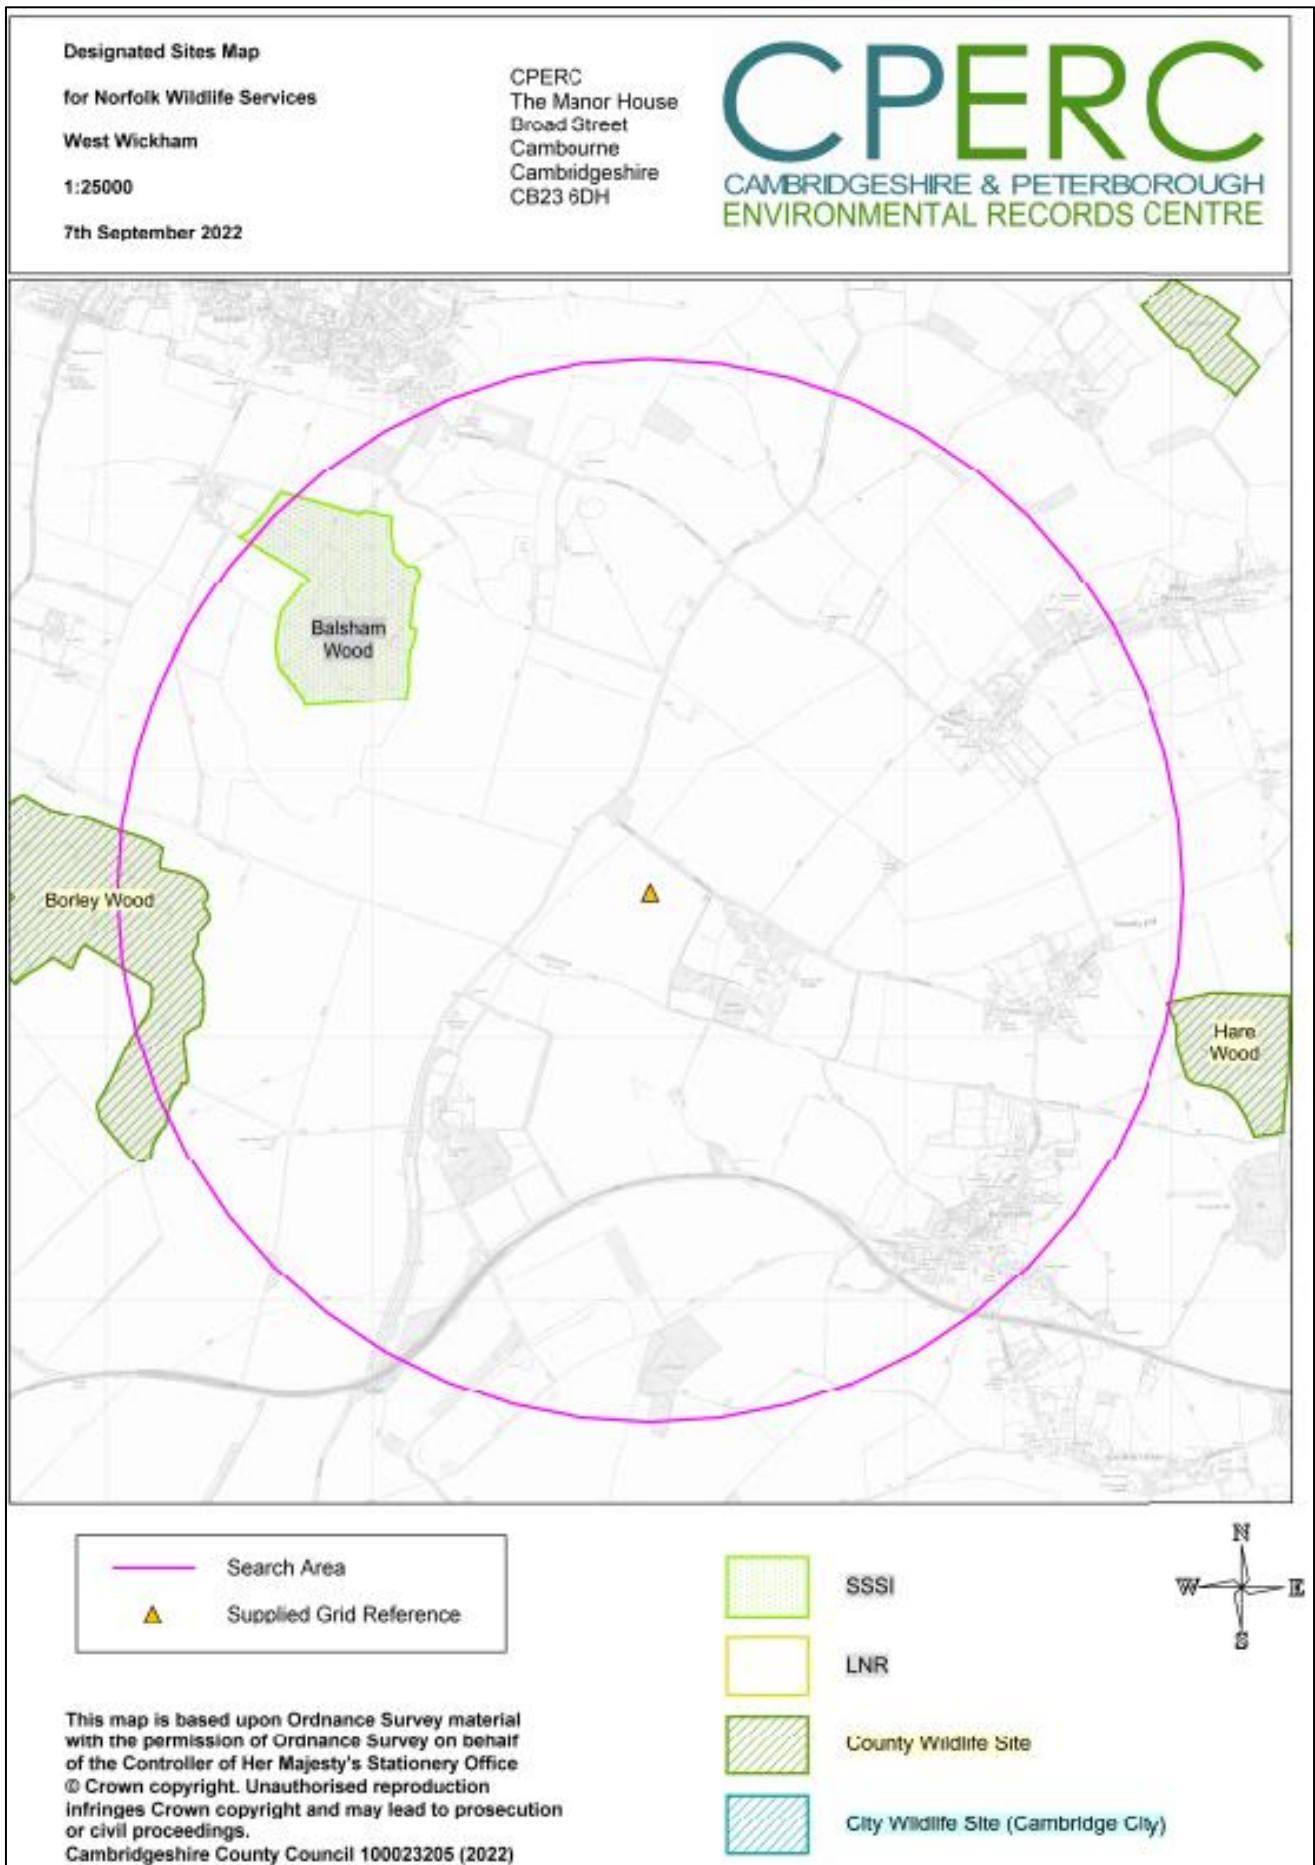 Designated Sites Map
for Norfolk Wildlife Services
West Wickham
1:25000
7th September 2022
CPERC
The Manor House
Broad Street
Cambourne
Cambridgeshire
CB23 6DH
CPERC
CAMBRIDGESHIRE & PETERBOROUGH
ENVIRONMENTAL RECORDS CENTRE
Balsham
Wood
Borley Wood
Hare
Wood
Search Area
Supplied Grid Reference
SSSI
LNR
County Wildlife Site
City Wildlife Site (Cambridge City)
N
W
E
S
This map is based upon Ordnance Survey material
with the permission of Ordnance Survey on behalf
of the Controller of Her Majesty's Stationery Office
© Crown copyright. Unauthorised reproduction
infringes Crown copyright and may lead to prosecution
or civil proceedings.
Cambridgeshire County Council 100023205 (2022)